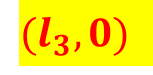 (l₃, 0)